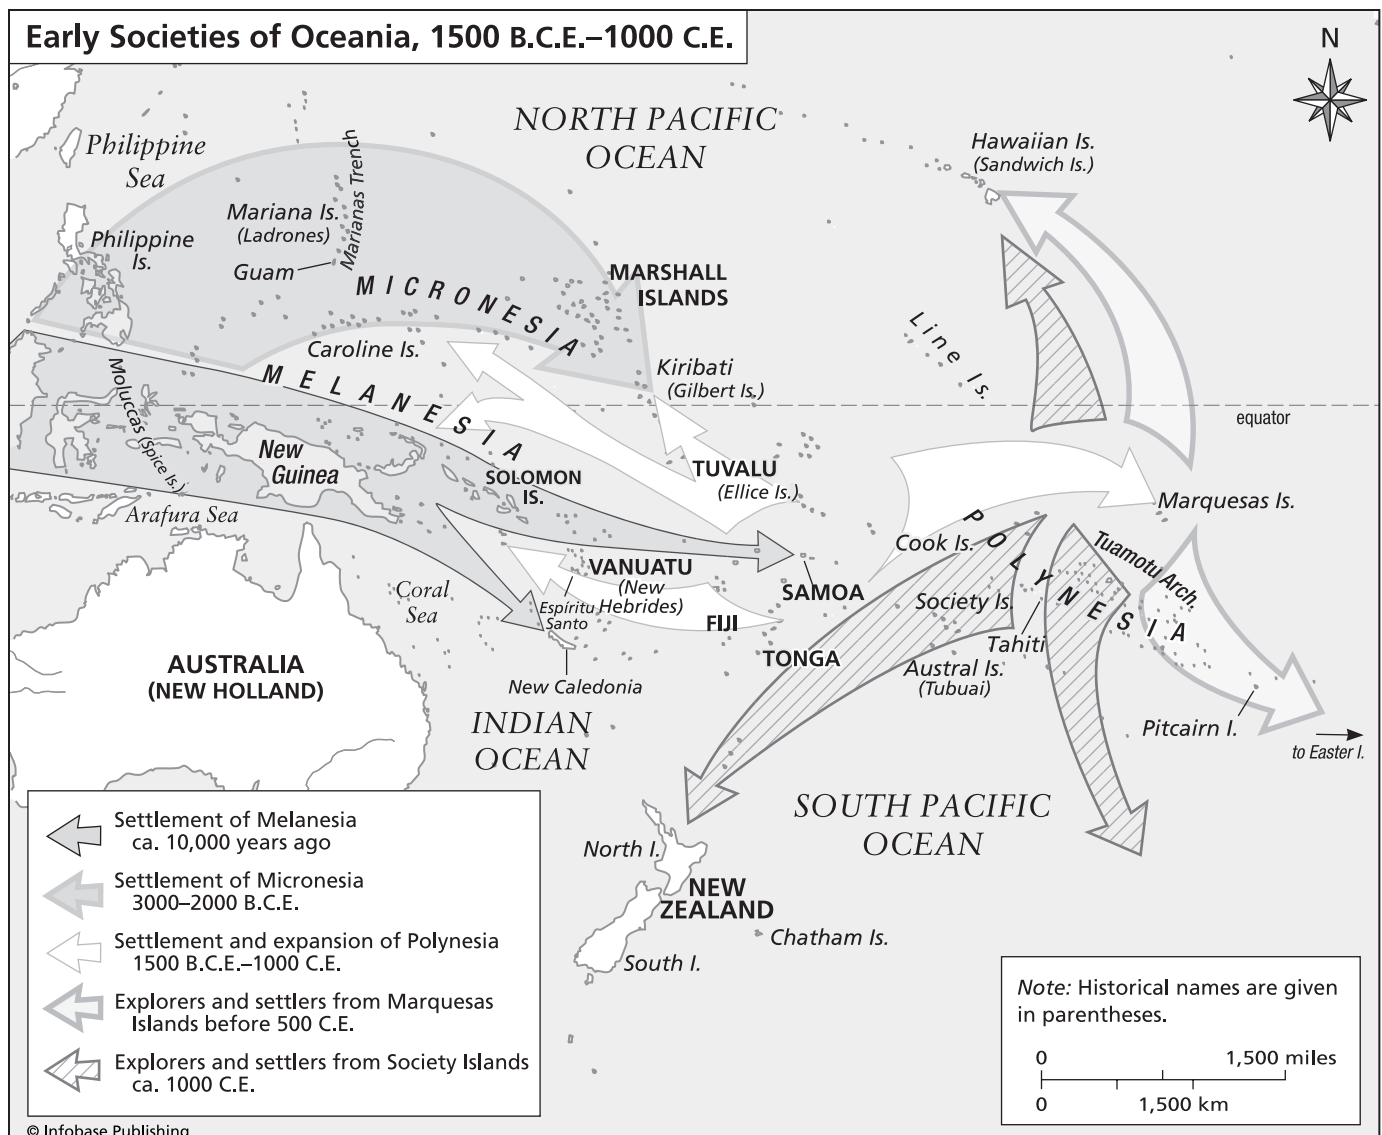 Early Societies of Oceania, 1500 B.C.E.–1000 C.E.
N
NORTH PACIFIC
OCEAN
Philippine
Sea
Hawaiian Is.
(Sandwich Is.)
Marianas Trench
Mariana Is.
(Ladrones)
Philippine
Is.
Guam
MICRONESIA
MARSHALL
ISLANDS
Line Is.
Caroline Is.
Kiribati
(Gilbert Is.)
MELANESIA
Moluccas (Spice Is.)
equator
New
Guinea
SOLOMON
IS.
TUVALU
(Ellice Is.)
Marquesas Is.
Arafura Sea
POLYNESIA
Cook Is.
Tuamotu Arch.
VANUATU
(New
Hebrides)
Coral
Sea
Espíritu
Santo
SAMOA
Society Is.
FIJI
Tahiti
TONGA
AUSTRALIA
(NEW HOLLAND)
Austral Is.
(Tubuai)
New Caledonia
INDIAN
OCEAN
Pitcairn I.
to Easter I.
SOUTH PACIFIC
OCEAN
North I.
NEW
ZEALAND
Chatham Is.
South I.
Settlement of Melanesia
ca. 10,000 years ago
Settlement of Micronesia
3000–2000 B.C.E.
Settlement and expansion of Polynesia
1500 B.C.E.–1000 C.E.
Explorers and settlers from Marquesas
Islands before 500 C.E.
Explorers and settlers from Society Islands
ca. 1000 C.E.
Note: Historical names are given
in parentheses.
0 1,500 miles
0 1,500 km
© Infobase Publishing